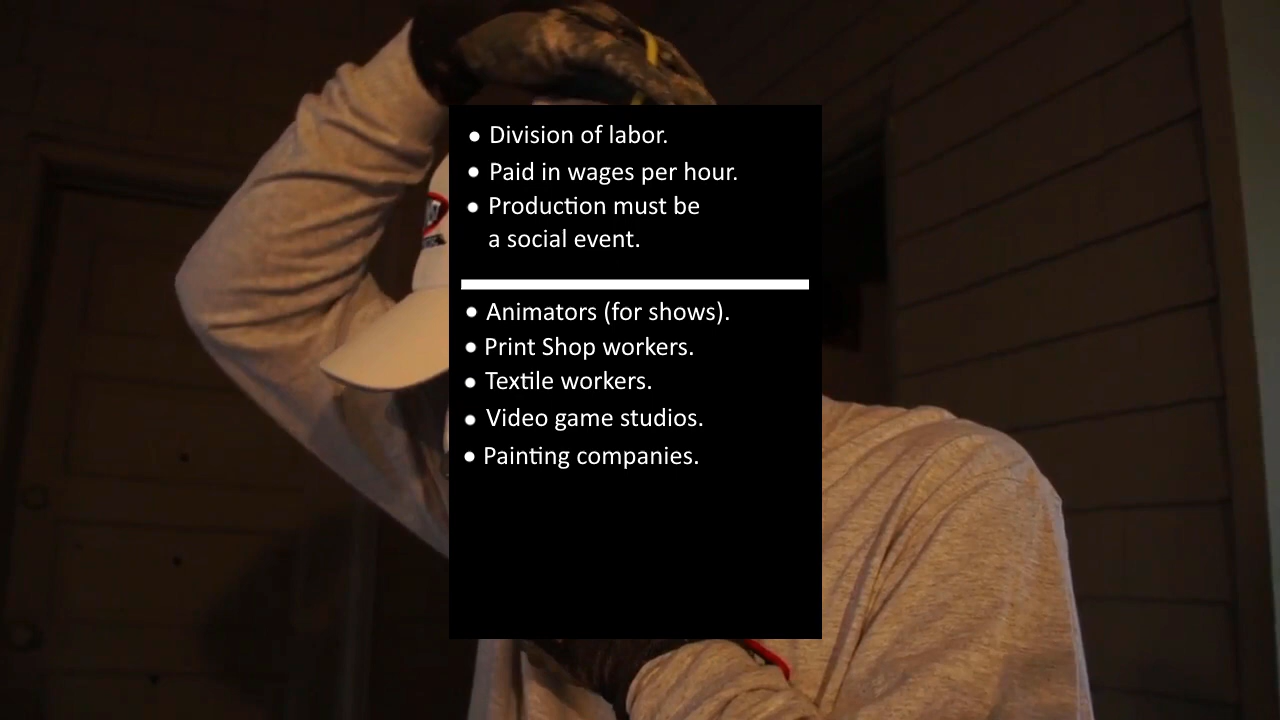 ● Division of labor.
● Paid in wages per hour.
● Production must be
a social event.
● Animators (for shows).
● Print Shop workers.
● Textile workers.
● Video game studios.
● Painting companies.